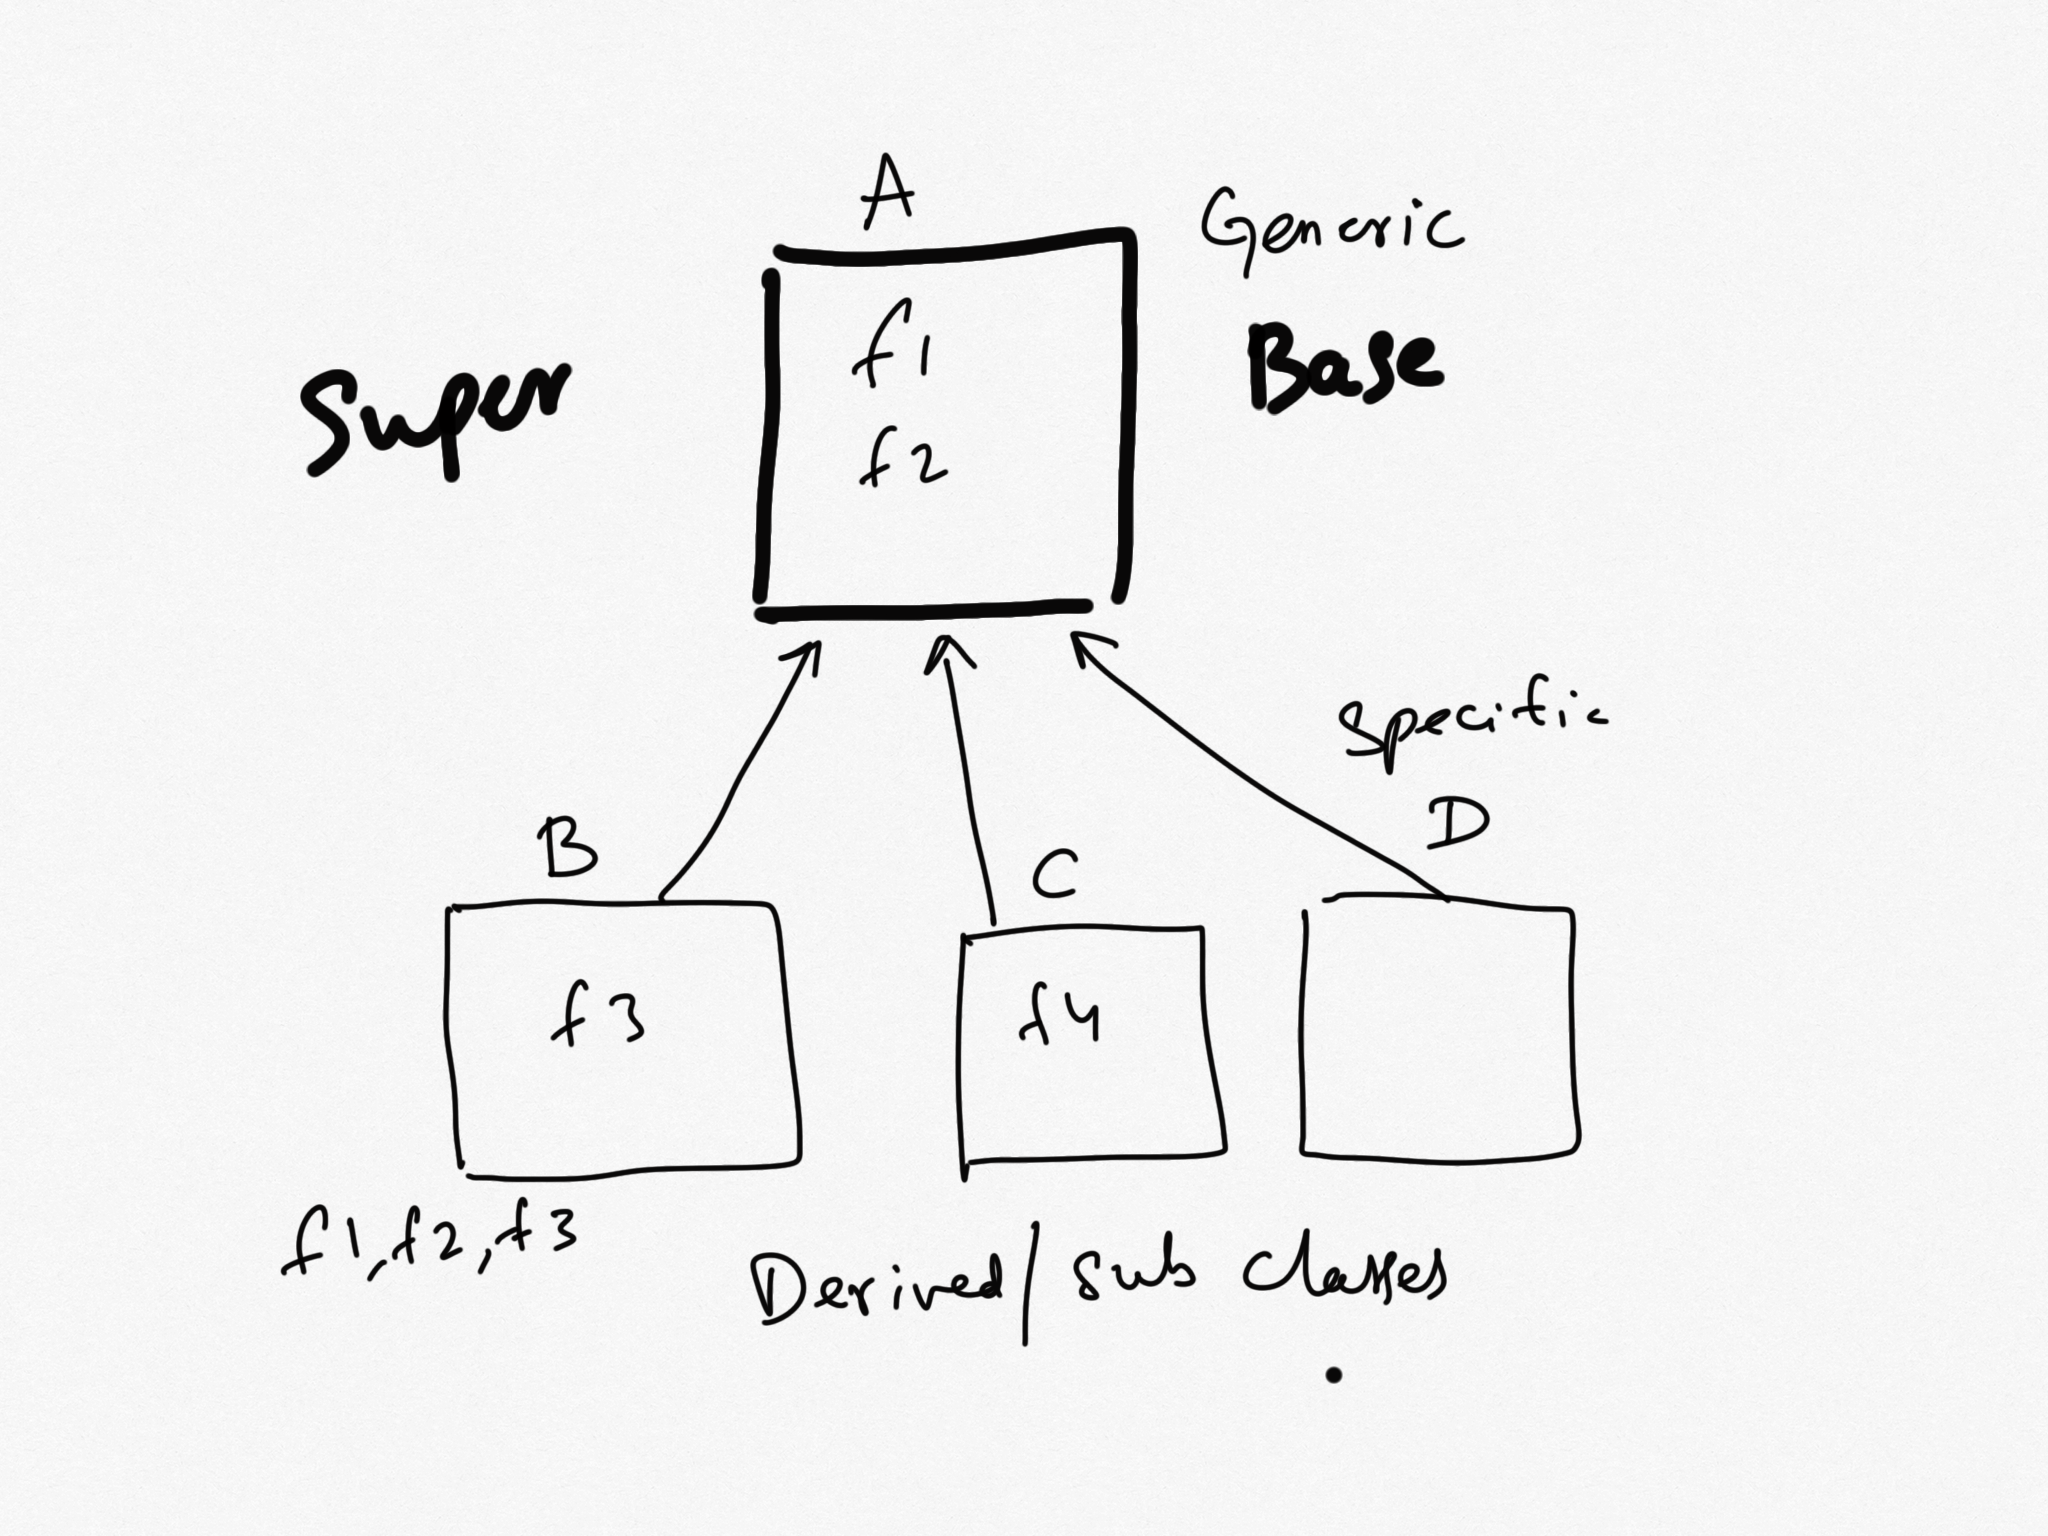 A
Generic
f1
Base
Super
f2
Specific
D
B
C
f3
f4
f1, f2, f3
Derived/sub classes